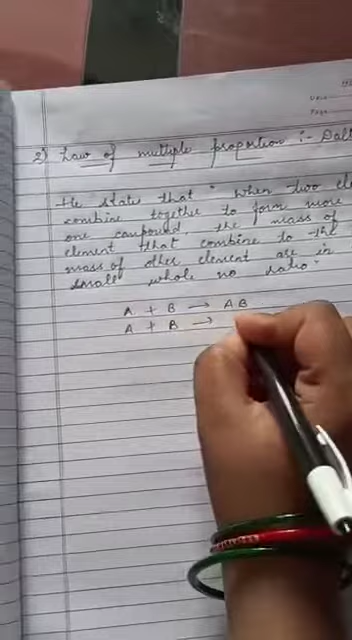 2) Law of multiple proportion :- Dalt
He state that " when two ele
combine together to form more
one compound, the mass of
element that combine to the
mass of other element are in
small whole no ratio."
A + B → AB
A + B →